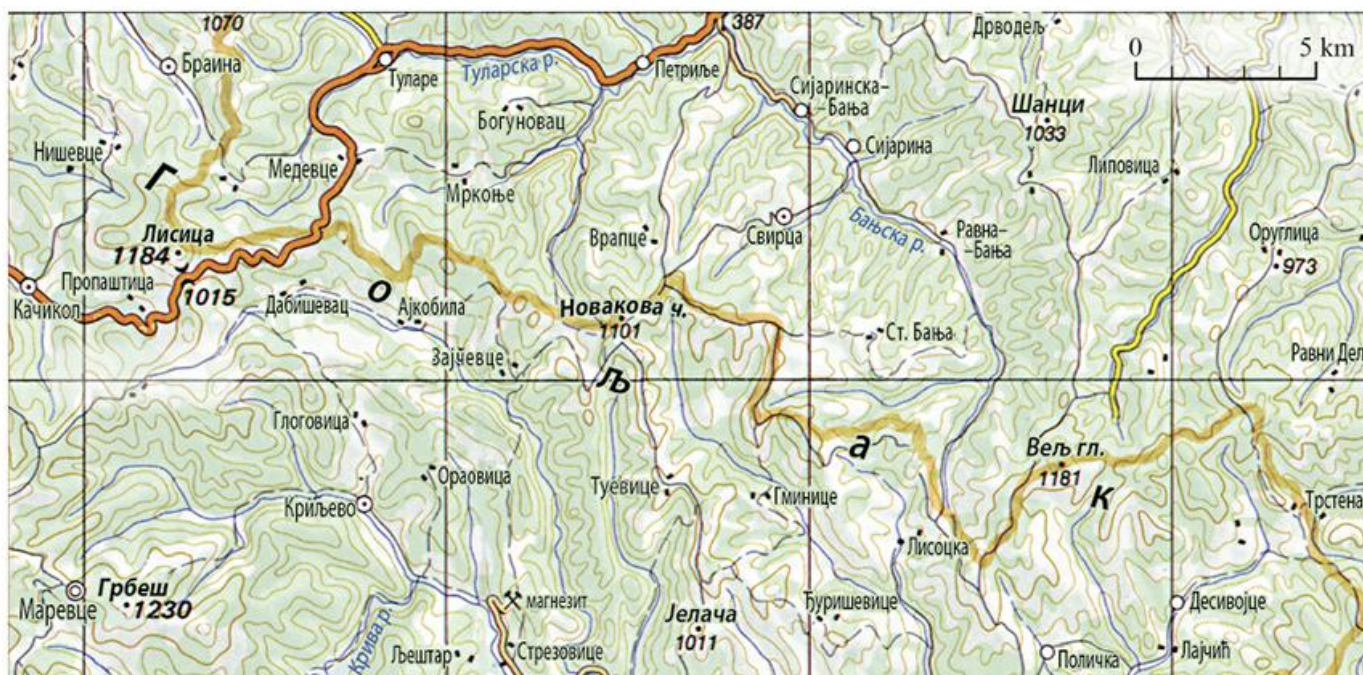 1070
387
Дрводељ
0 5 km
Браина
Туларе
Туларска р.
Петриље
Сијаринска-
-Бања
Шанци
1033
Богуновац
Нишевце
Медевце
Мркоње
Сијарина
Липовица
Г
Лисица
1184
Врапце
Свирца
Бањска р.
Равна-
-Бања
Оруглица
973
Пропаштица
1015
Качикол
Дабишевац
О
Ајкобила
Новакова ч.
1101
Ст. Бања
Зајчевце
Љ
Равни Дел
Глоговица
а
Вељ гл.
1181
К
Ораовица
Криљево
Туевице
Гминице
Трстена
Лисоцка
Маревце
Грбеш
1230
магнезит
Јелача
1011
Ђуришевице
Десивојце
Крива р.
Љештар
Стрезовице
Поличка
Лајчић